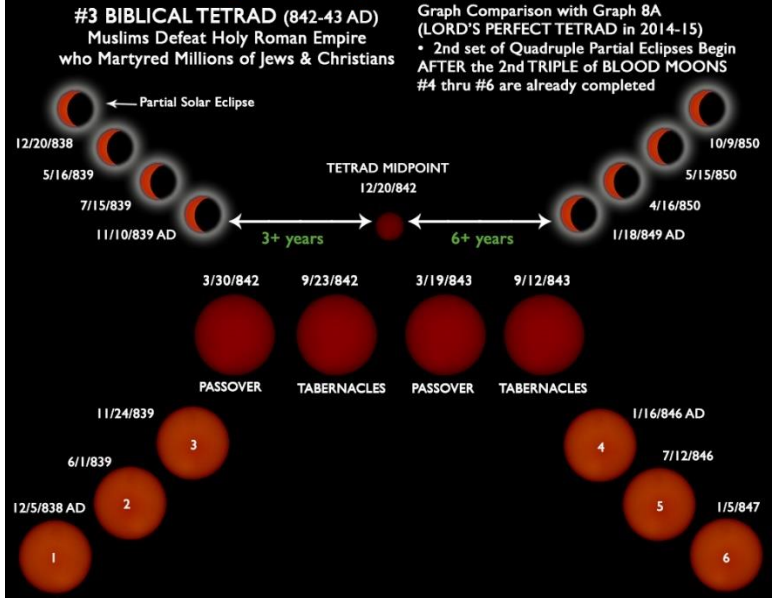 #3 BIBLICAL TETRAD (842-43 AD)
Muslims Defeat Holy Roman Empire
who Martyred Millions of Jews & Christians
Graph Comparison with Graph 8A
(LORD'S PERFECT TETRAD in 2014-15)
• 2nd set of Quadruple Partial Eclipses Begin
AFTER the 2nd TRIPLE of BLOOD MOONS
#4 thru #6 are already completed
Partial Solar Eclipse
12/20/838
5/16/839
7/15/839
11/10/839 AD
TETRAD MIDPOINT
12/20/842
3+ years
6+ years
10/9/850
5/15/850
4/16/850
1/18/849 AD
3/30/842
9/23/842
3/19/843
9/12/843
PASSOVER
TABERNACLES
PASSOVER
TABERNACLES
11/24/839
3
6/1/839
2
12/5/838 AD
1
1/16/846 AD
4
7/12/846
5
1/5/847
6